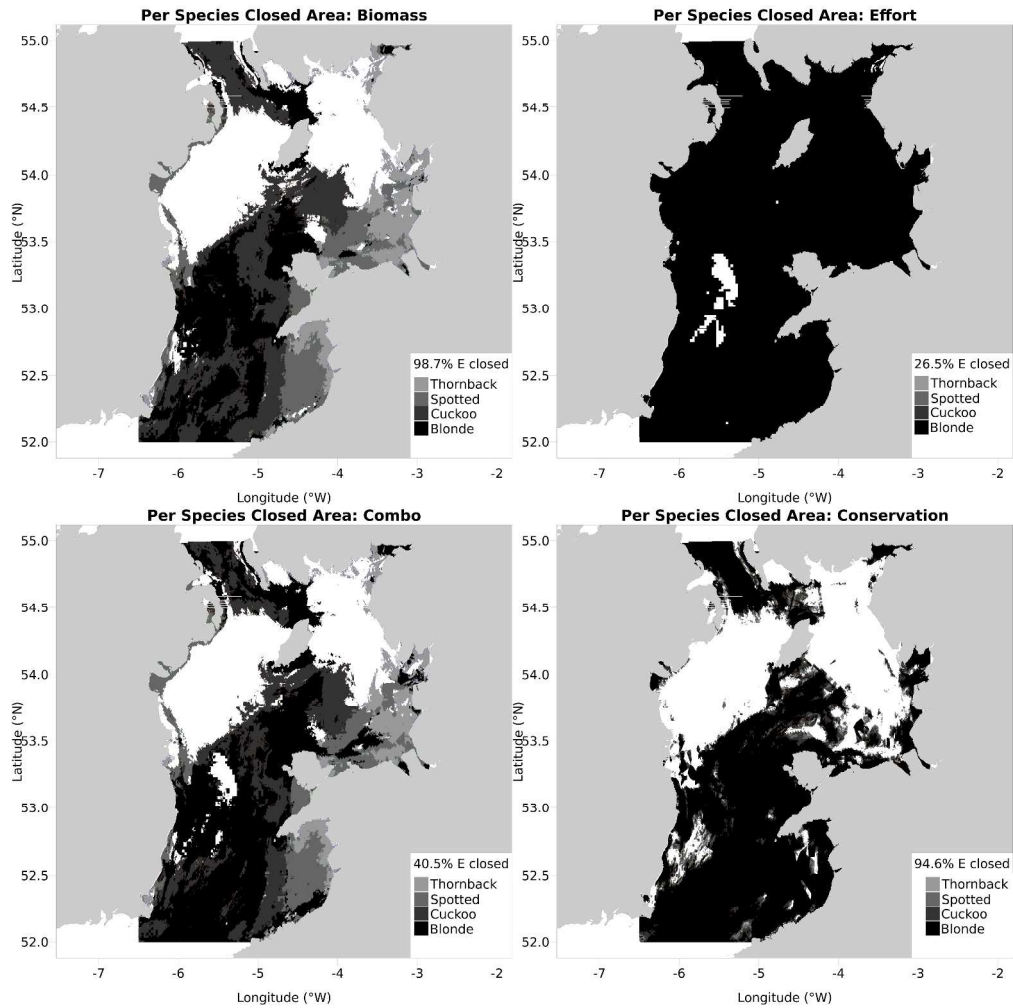 Per Species Closed Area: Biomass
55.0
54.5
54.0
53.5
53.0
52.5
52.0
Latitude (°N)
98.7% E closed
Thornback
Spotted
Cuckoo
Blonde
-7 -6 -5 -4 -3 -2
Longitude (°W)
Per Species Closed Area: Effort
55.0
54.5
54.0
53.5
53.0
52.5
52.0
Latitude (°N)
26.5% E closed
Thornback
Spotted
Cuckoo
Blonde
-7 -6 -5 -4 -3 -2
Longitude (°W)
Per Species Closed Area: Combo
55.0
54.5
54.0
53.5
53.0
52.5
52.0
Latitude (°N)
40.5% E closed
Thornback
Spotted
Cuckoo
Blonde
-7 -6 -5 -4 -3 -2
Longitude (°W)
Per Species Closed Area: Conservation
55.0
54.5
54.0
53.5
53.0
52.5
52.0
Latitude (°N)
94.6% E closed
Thornback
Spotted
Cuckoo
Blonde
-7 -6 -5 -4 -3 -2
Longitude (°W)